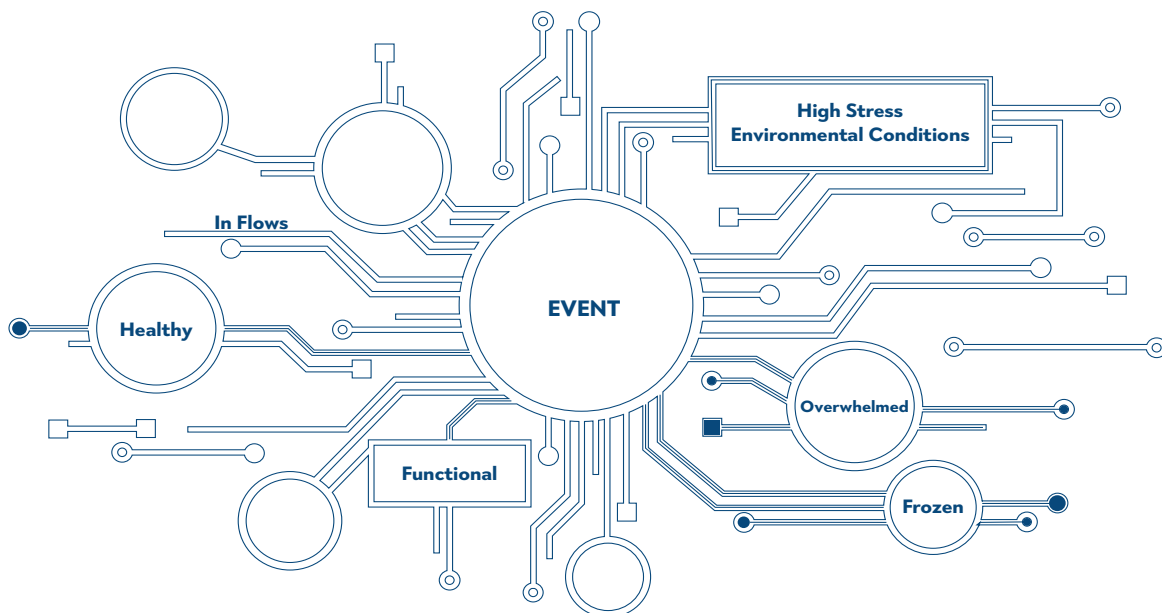 High Stress
Environmental Conditions
In Flows
EVENT
Healthy
Overwhelmed
Functional
Frozen